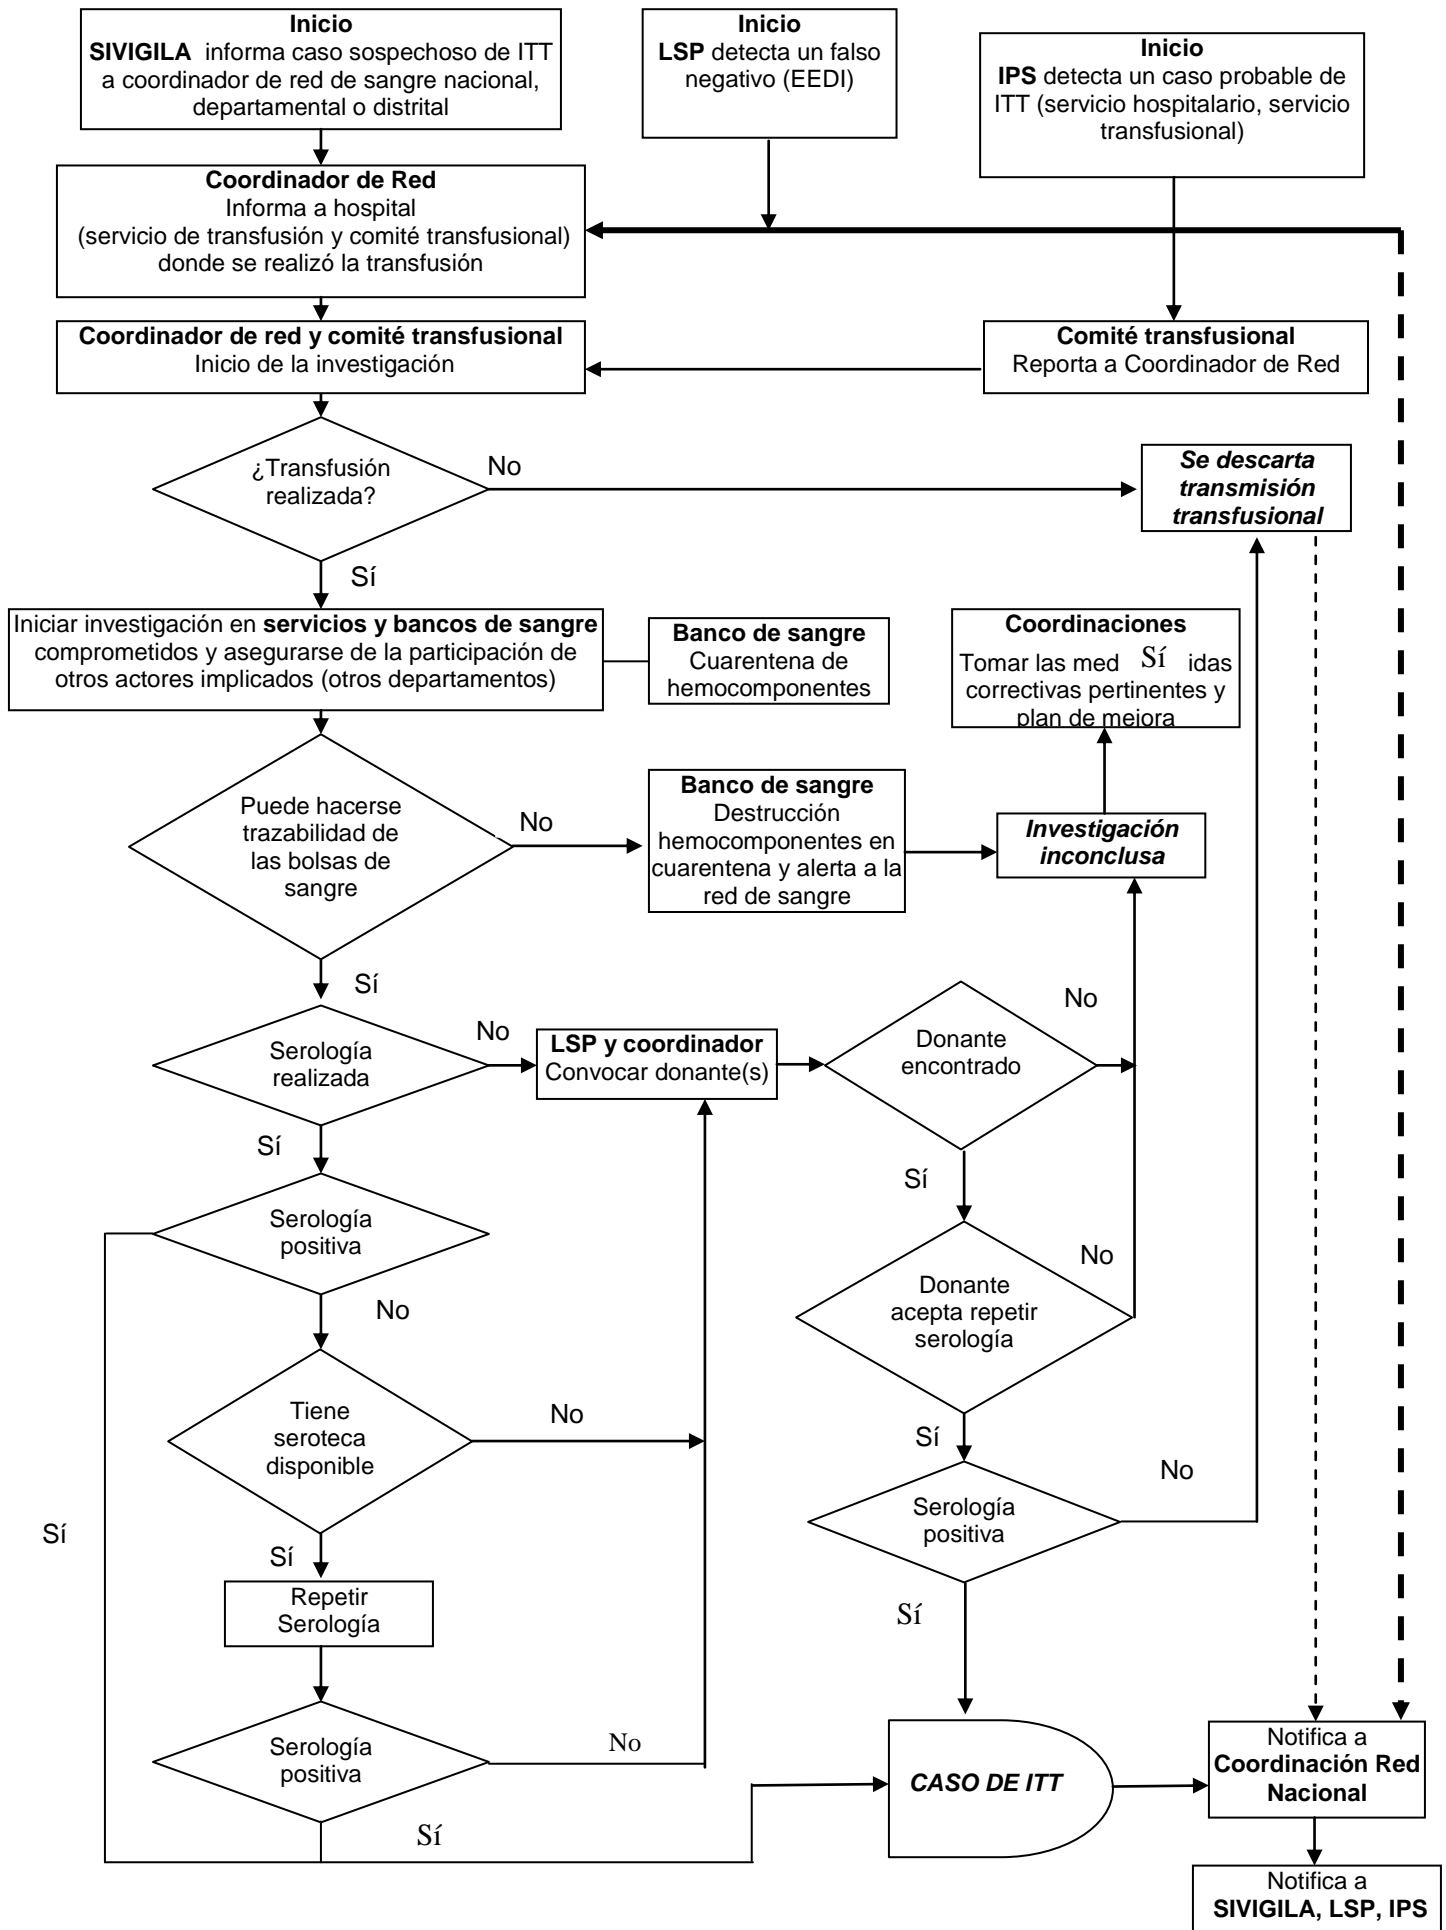 Inicio
SIVIGILA informa caso sospechoso de ITT
a coordinador de red de sangre nacional,
departamental o distrital
Inicio
LSP detecta un falso
negativo (EEDI)
Inicio
IPS detecta un caso probable de
ITT (servicio hospitalario, servicio
transfusional)
Coordinador de Red
Informa a hospital
(servicio de transfusión y comité transfusional)
donde se realizó la transfusión
Coordinador de red y comité transfusional
Inicio de la investigación
Comité transfusional
Reporta a Coordinador de Red
¿Transfusión
realizada?
No
Se descarta
transmisión
transfusional
Sí
Iniciar investigación en servicios y bancos de sangre
comprometidos y asegurarse de la participación de
otros actores implicados (otros departamentos)
Banco de sangre
Cuarentena de
hemocomponentes
Coordinaciones
Tomar las med Sí idas
correctivas pertinentes y
plan de mejora
Puede hacerse
trazabilidad de
las bolsas de
sangre
No
Banco de sangre
Destrucción
hemocomponentes en
cuarentena y alerta a la
red de sangre
Investigación
inconclusa
Sí
Serología
realizada
No
LSP y coordinador
Convocar donante(s)
Donante
encontrado
No
Sí
Sí
Serología
positiva
No
Donante
acepta repetir
serología
No
Tiene
seroteca
disponible
No
Sí
Serología
positiva
No
Sí
Sí
Repetir
Serología
Sí
Serología
positiva
No
Sí
CASO DE ITT
Notifica a
Coordinación Red
Nacional
Notifica a
SIVIGILA, LSP, IPS